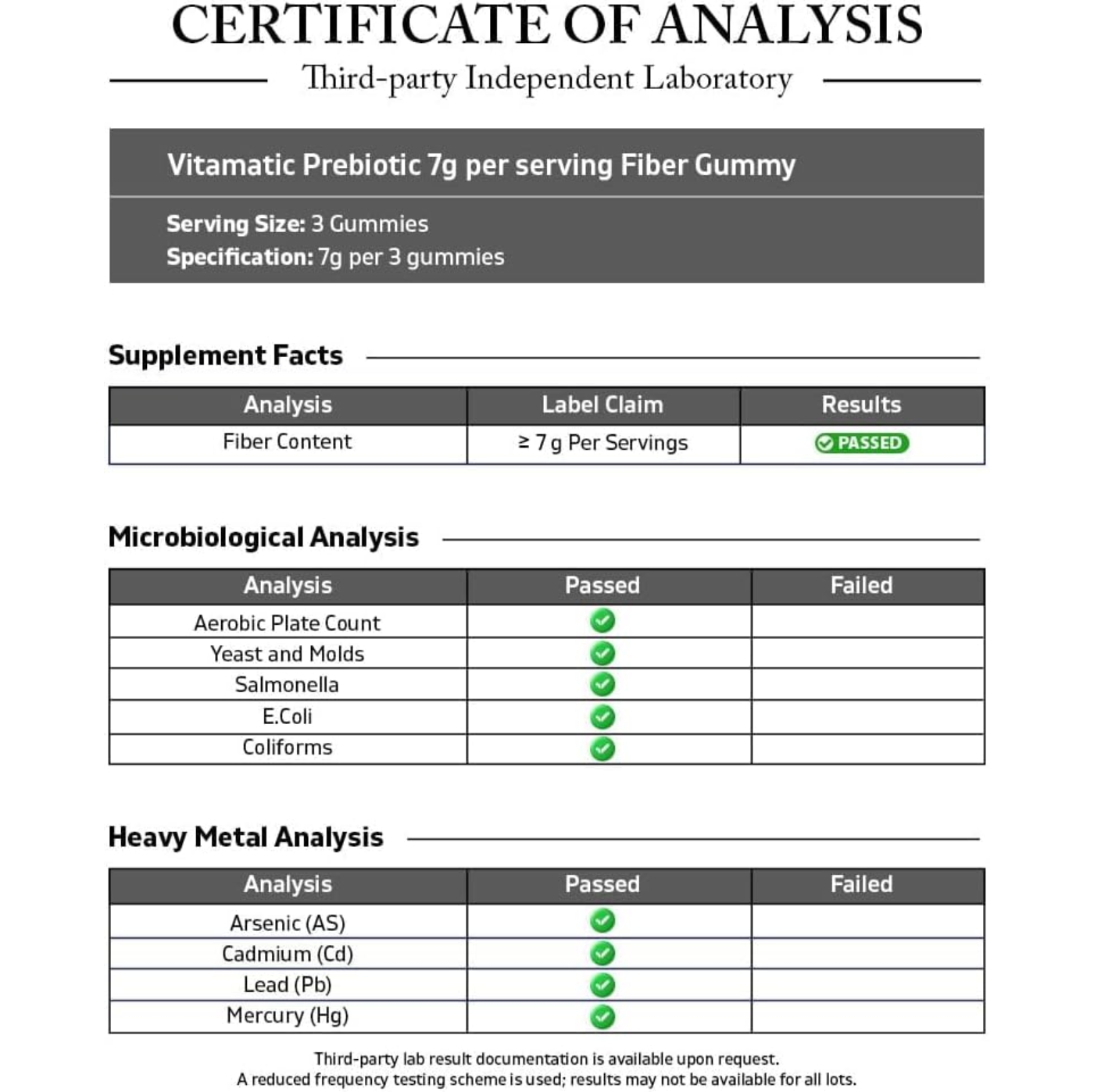 CERTIFICATE OF ANALYSIS
Third-party Independent Laboratory
Vitamatic Prebiotic 7g per serving Fiber Gummy
Serving Size: 3 Gummies
Specification: 7g per 3 gummies
Supplement Facts
Analysis Label Claim Results
Fiber Content ≥ 7 g Per Servings PASSED
Microbiological Analysis
Analysis Passed Failed
Aerobic Plate Count
Yeast and Molds
Salmonella
E.Coli
Coliforms
Heavy Metal Analysis
Analysis Passed Failed
Arsenic (AS)
Cadmium (Cd)
Lead (Pb)
Mercury (Hg)
Third-party lab result documentation is available upon request.
A reduced frequency testing scheme is used; results may not be available for all lots.